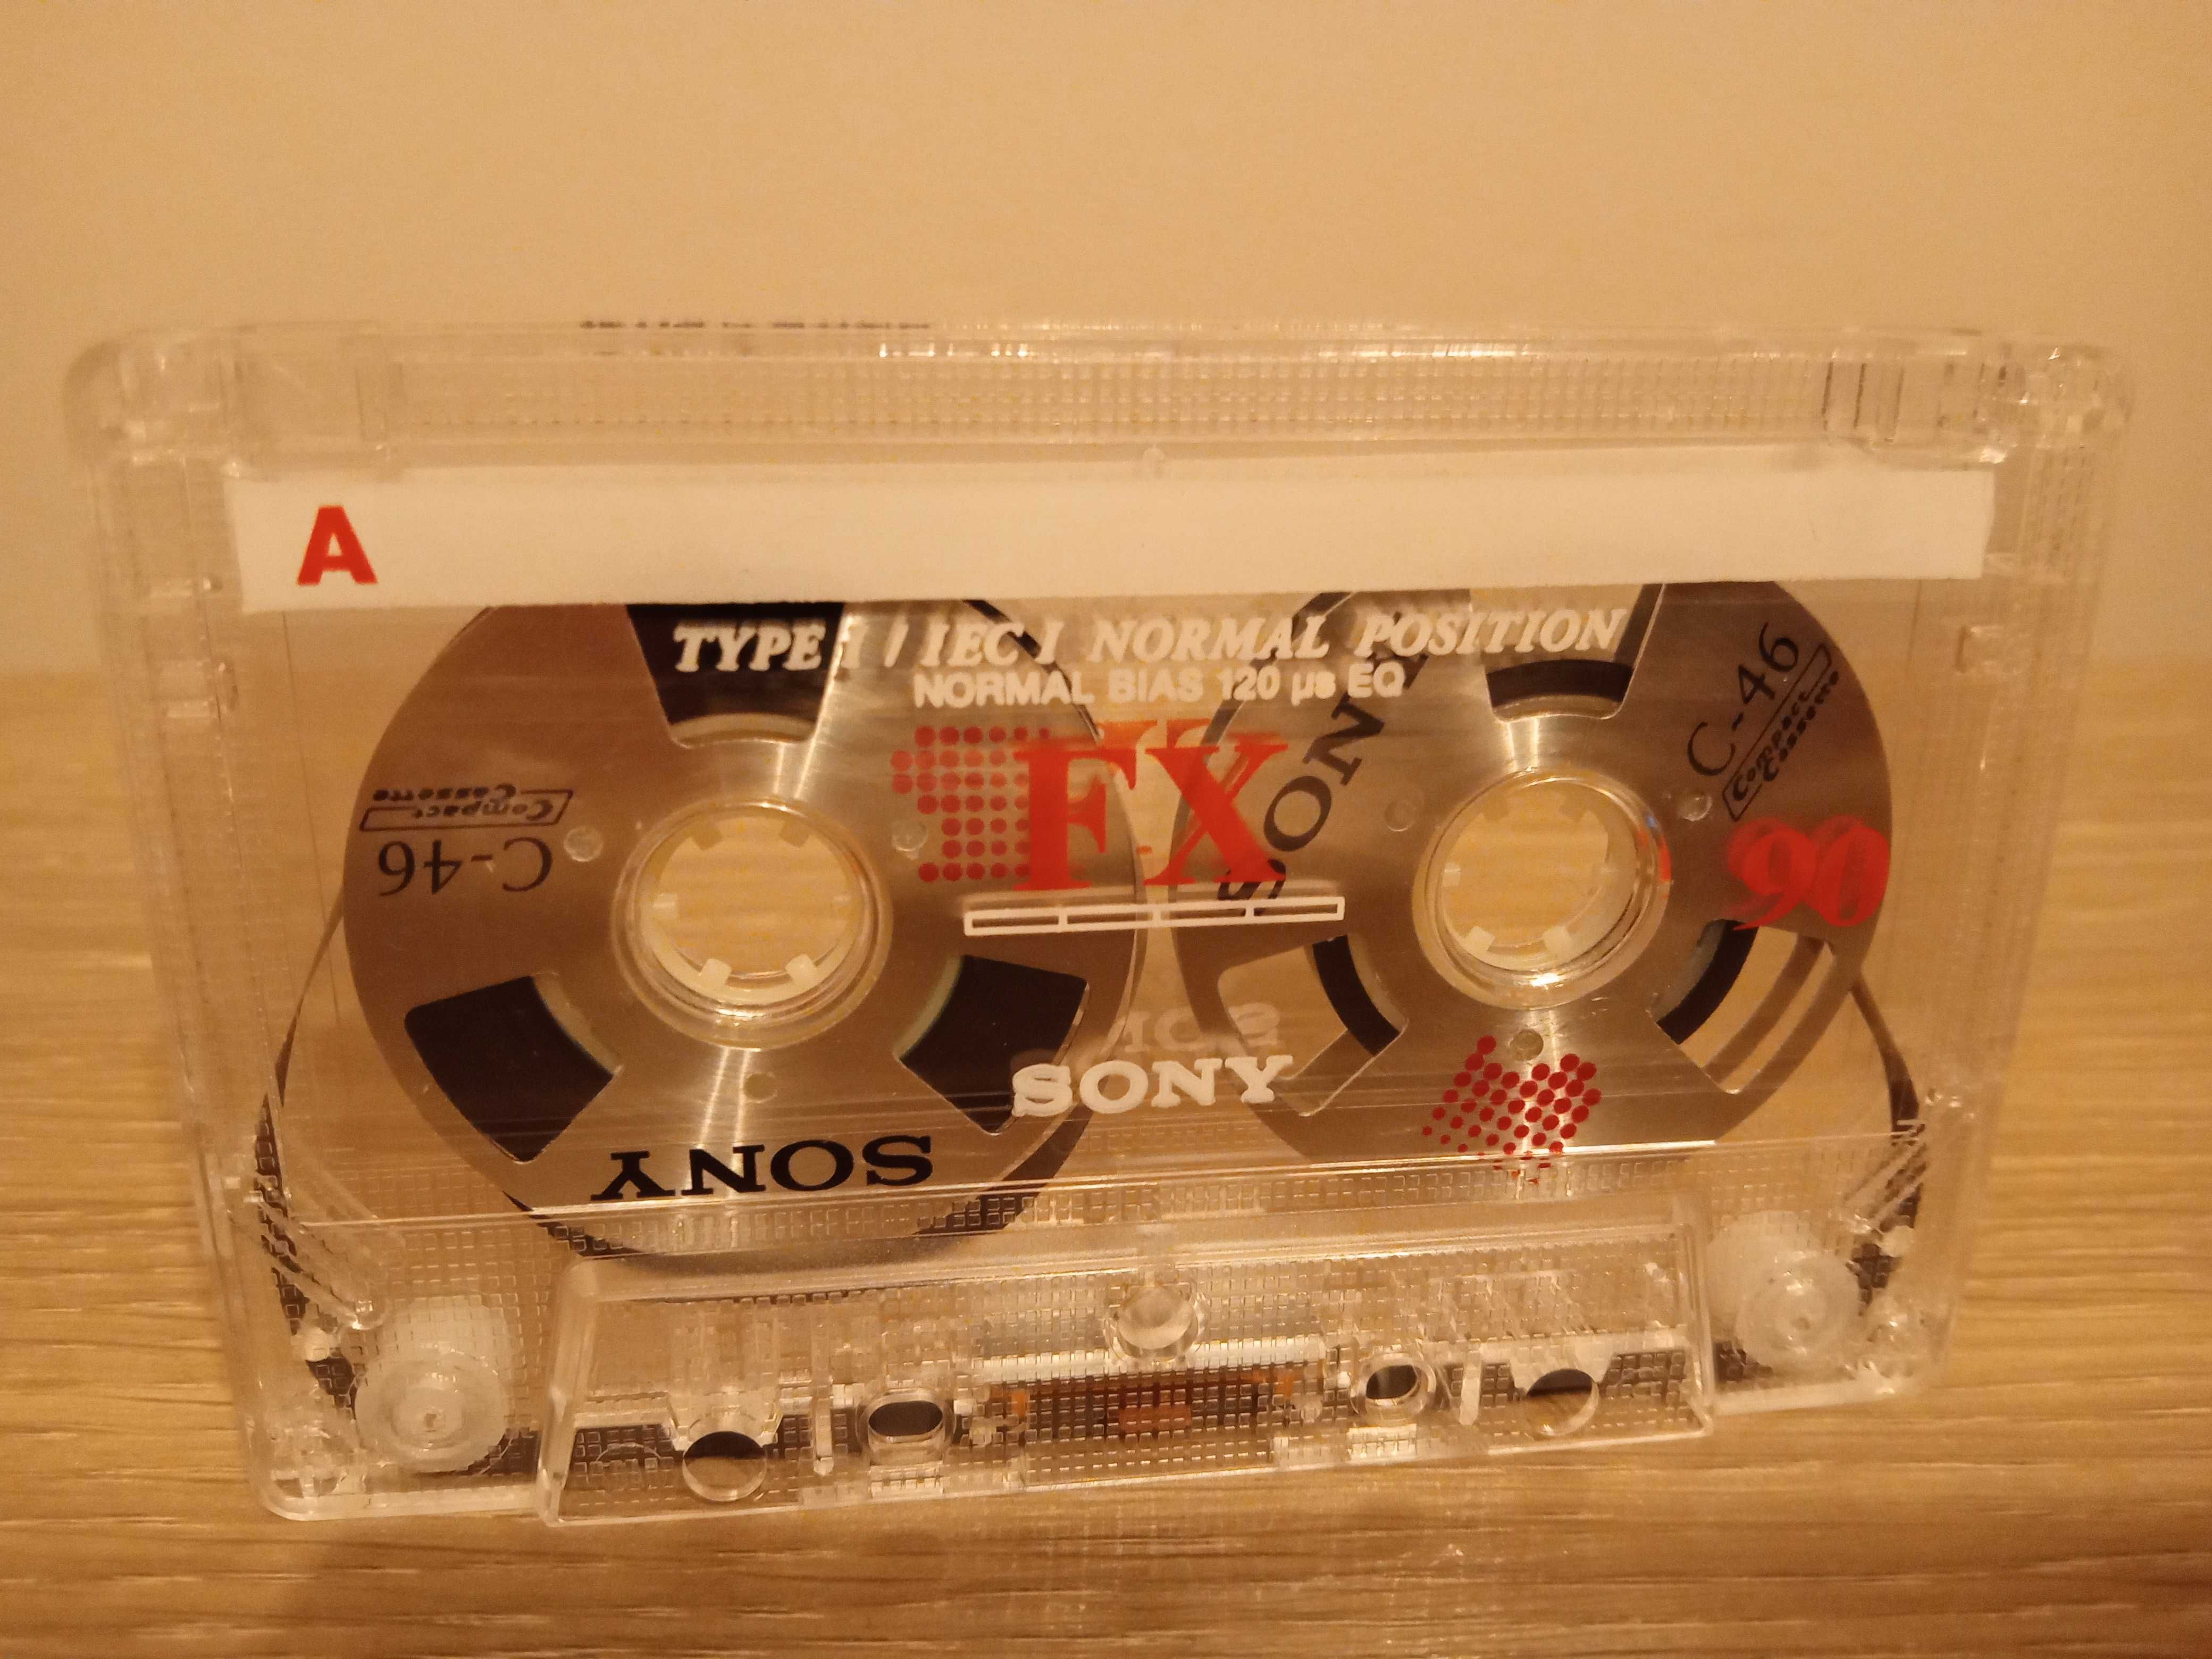 A
TYPE I / IEC I NORMAL POSITION
NORMAL BIAS 120 µs EQ
FX
90
SONY
C-46
Compact
Cassette
SONY
C-46
Compact
Cassette
SONY